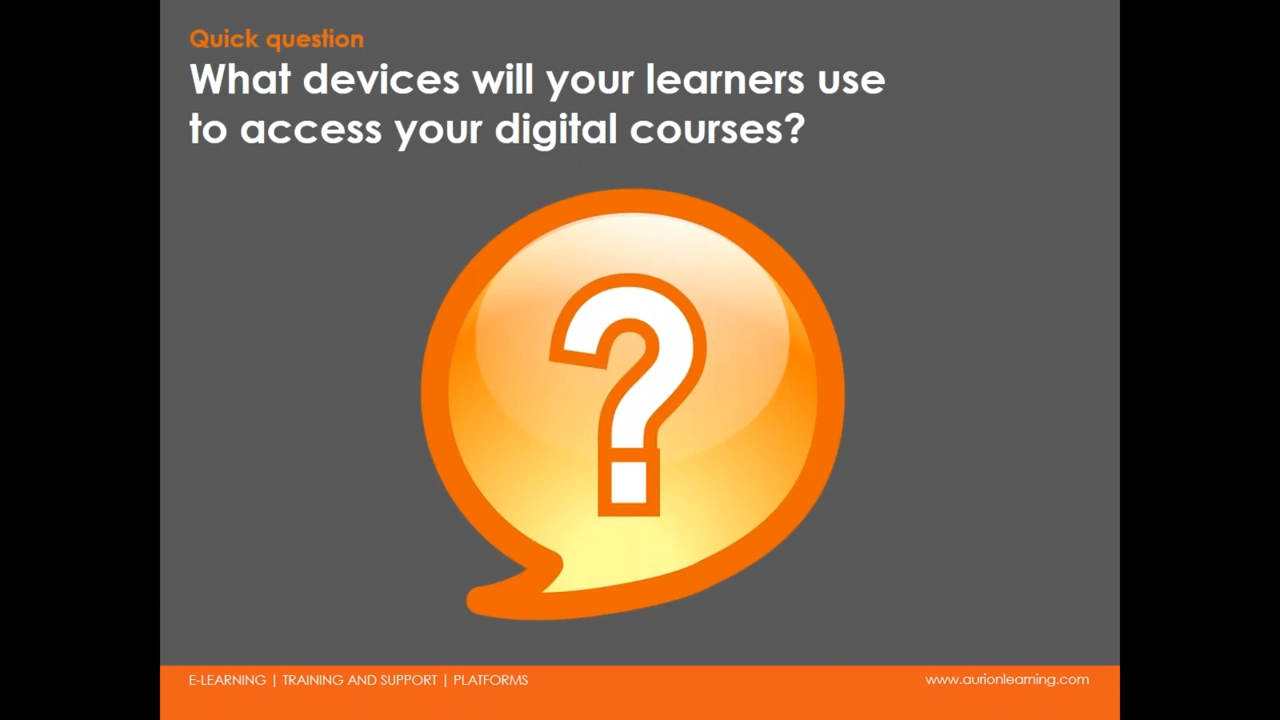 Quick question
What devices will your learners use
to access your digital courses?
?
E-LEARNING | TRAINING AND SUPPORT | PLATFORMS
www.aurionlearning.com